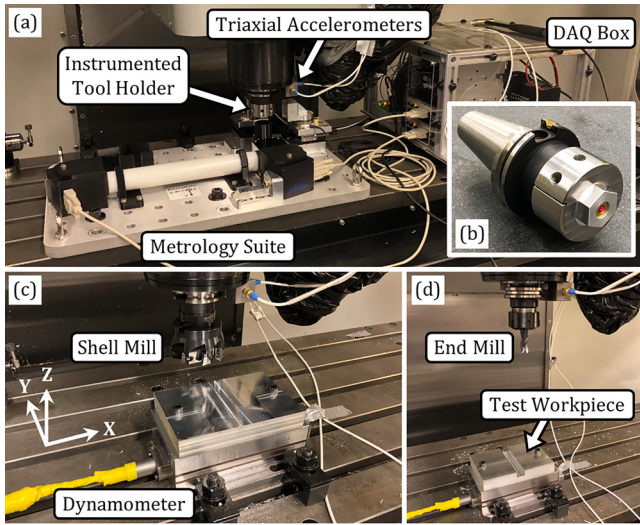 (a)
Triaxial Accelerometers
DAQ Box
Instrumented
Tool Holder
(b)
Metrology Suite
(c)
(d)
Shell Mill
End Mill
Z
Y
X
Test Workpiece
Dynamometer